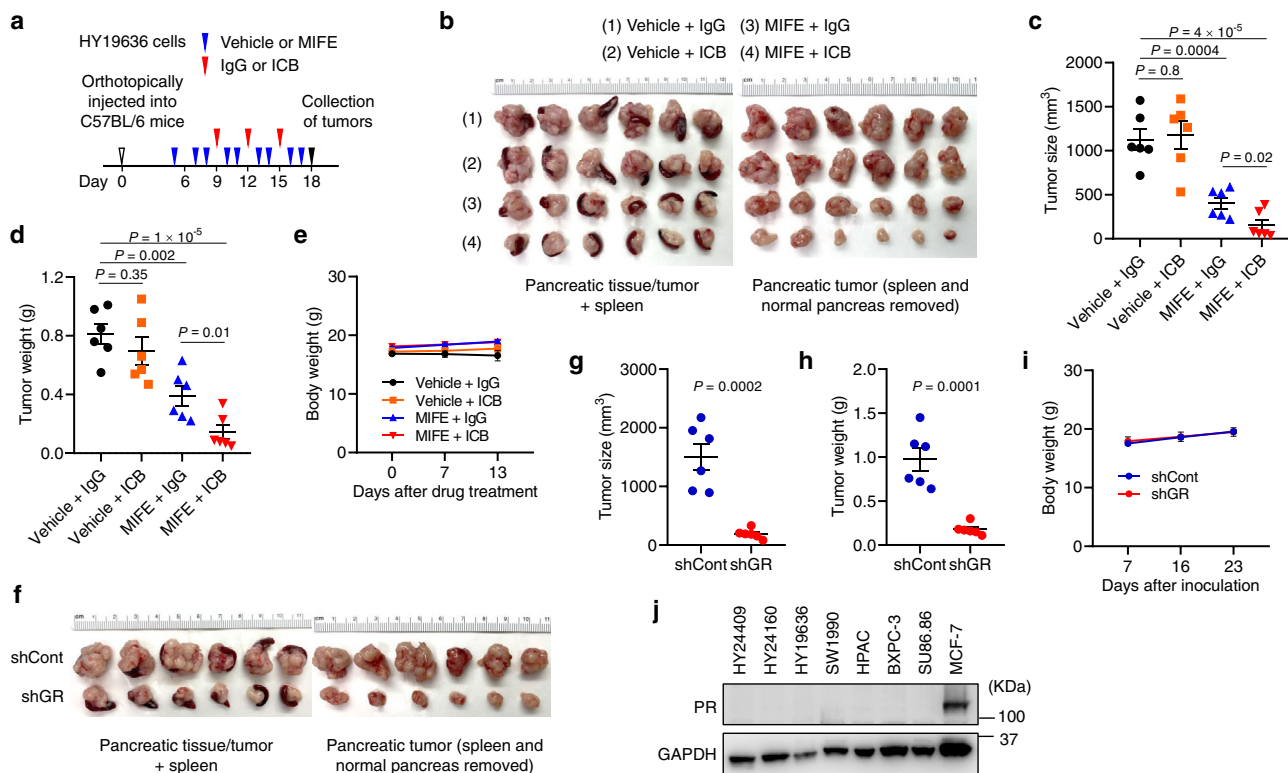 a
HY19636 cells
Vehicle or MIFE
IgG or ICB
Orthotopically
injected into
C57BL/6 mice
Collection
of tumors
Day 0 6 9 12 15 18
b
(1) Vehicle + IgG (3) MIFE + IgG
(2) Vehicle + ICB (4) MIFE + ICB
(1)
(2)
(3)
(4)
Pancreatic tissue/tumor
+ spleen
Pancreatic tumor (spleen and
normal pancreas removed)
c
P = 4 × 10-5
P = 0.0004
P = 0.8
P = 0.02
Tumor size (mm3)
2000
1500
1000
500
0
Vehicle + IgG
Vehicle + ICB
MIFE + IgG
MIFE + ICB
d
P = 1 × 10-5
P = 0.002
P = 0.35
P = 0.01
Tumor weight (g)
1.2
0.8
0.4
0.0
Vehicle + IgG
Vehicle + ICB
MIFE + IgG
MIFE + ICB
e
Body weight (g)
30
20
10
0
Vehicle + IgG
Vehicle + ICB
MIFE + IgG
MIFE + ICB
0 7 13
Days after drug treatment
f
shCont
shGR
Pancreatic tissue/tumor
+ spleen
Pancreatic tumor (spleen and
normal pancreas removed)
g
P = 0.0002
Tumor size (mm3)
3000
2000
1000
0
shCont shGR
h
P = 0.0001
Tumor weight (g)
2.0
1.5
1.0
0.5
0.0
shCont shGR
i
Body weight (g)
30
20
10
0
shCont
shGR
7 16 23
Days after inoculation
j
HY24409
HY24160
HY19636
SW1990
HPAC
BXPC-3
SU86.86
MCF-7
(KDa)
PR
100
37
GAPDH